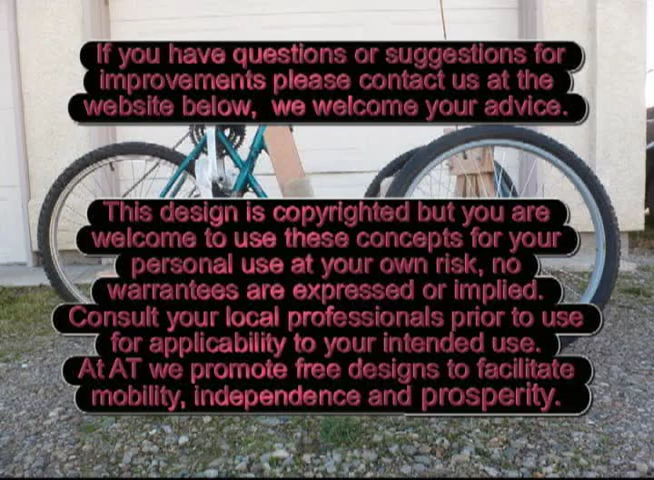 If you have questions or suggestions for
improvements please contact us at the
website below,  we welcome your advice.
This design is copyrighted but you are
welcome to use these concepts for your
personal use at your own risk, no
warrantees are expressed or implied.
Consult your local professionals prior to use
for applicability to your intended use.
At AT we promote free designs to facilitate
mobility, independence and prosperity.